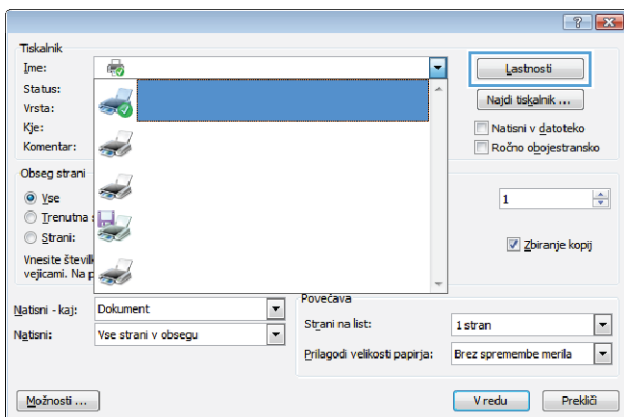 Tiskalnik
Ime:
Lastnosti
Status:
Vrsta:
Najdi tiskalnik ...
Kje:
Natisni v datoteko
Komentar:
Ročno obojestransko
Obseg strani
Vse
1
Trenutna
Strani:
Zbiranje kopij
Vnesite števil
vejicami. Na p
Natisni - kaj: Dokument
Povečava
Natisni: Vse strani v obsegu
Strani na list: 1 stran
Prilagodi velikosti papirja: Brez spremembe merila
Možnosti ...
V redu
Prekliči